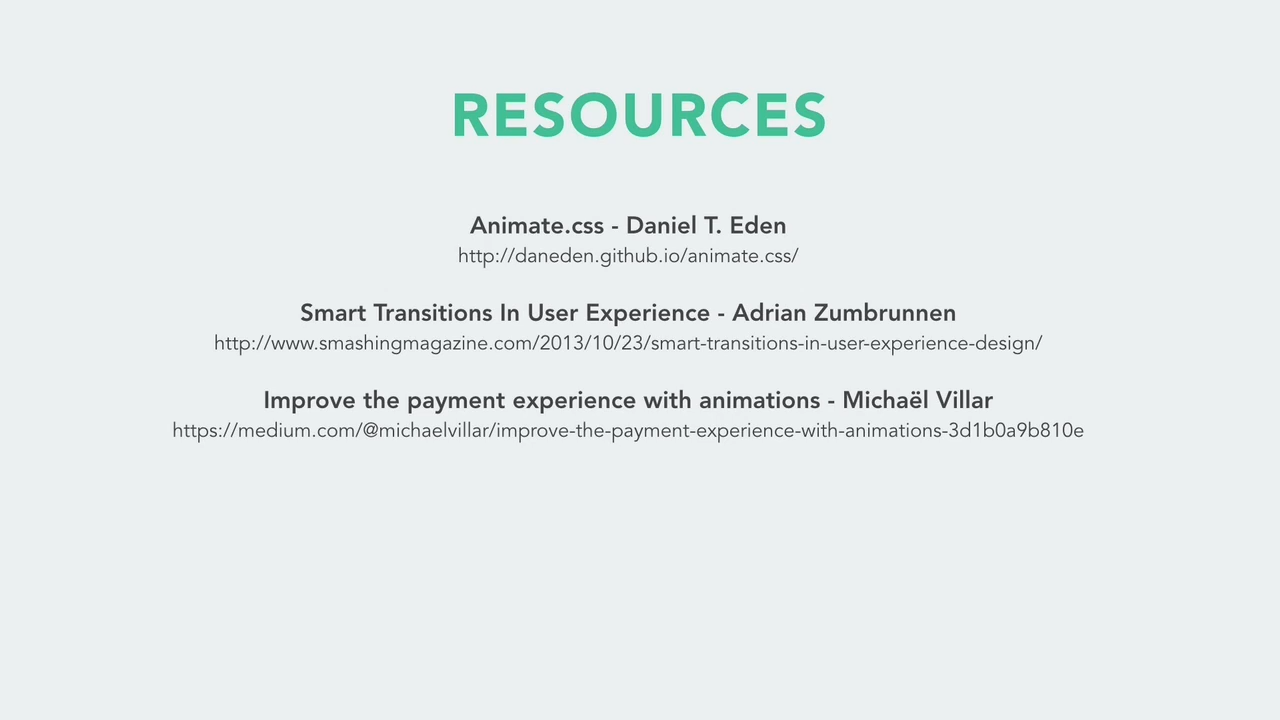 RESOURCES
Animate.css - Daniel T. Eden
http://daneden.github.io/animate.css/
Smart Transitions In User Experience - Adrian Zumbrunnen
http://www.smashingmagazine.com/2013/10/23/smart-transitions-in-user-experience-design/
Improve the payment experience with animations - Michaël Villar
https://medium.com/@michaelvillar/improve-the-payment-experience-with-animations-3d1b0a9b810e